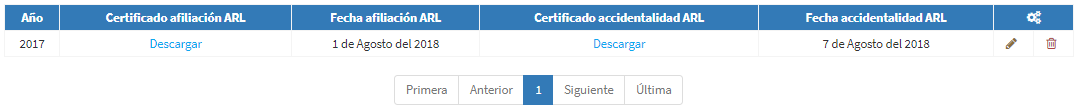 Año Certificado afiliación ARL Fecha afiliación ARL Certificado accidentalidad ARL Fecha accidentalidad ARL
2017 Descargar 1 de Agosto del 2018 Descargar 7 de Agosto del 2018
Primera Anterior 1 Siguiente Última